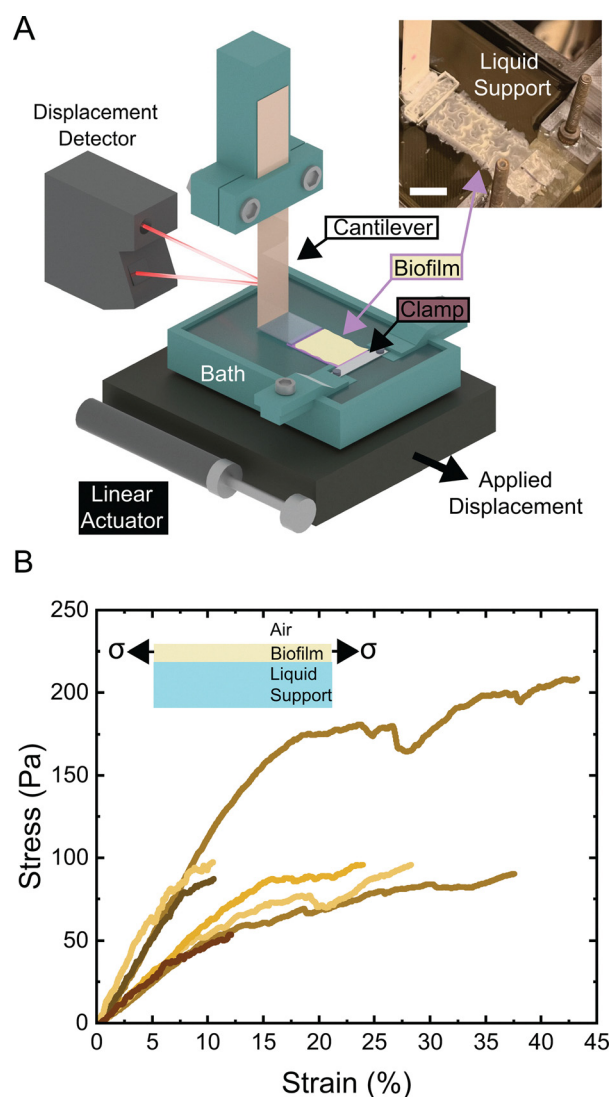 A
Displacement
Detector
Liquid
Support
Cantilever
Biofilm
Clamp
Bath
Linear
Actuator
Applied
Displacement
B
250
200
150
100
50
0
Stress (Pa)
Air
σ Biofilm σ
Liquid
Support
0 5 10 15 20 25 30 35 40 45
Strain (%)